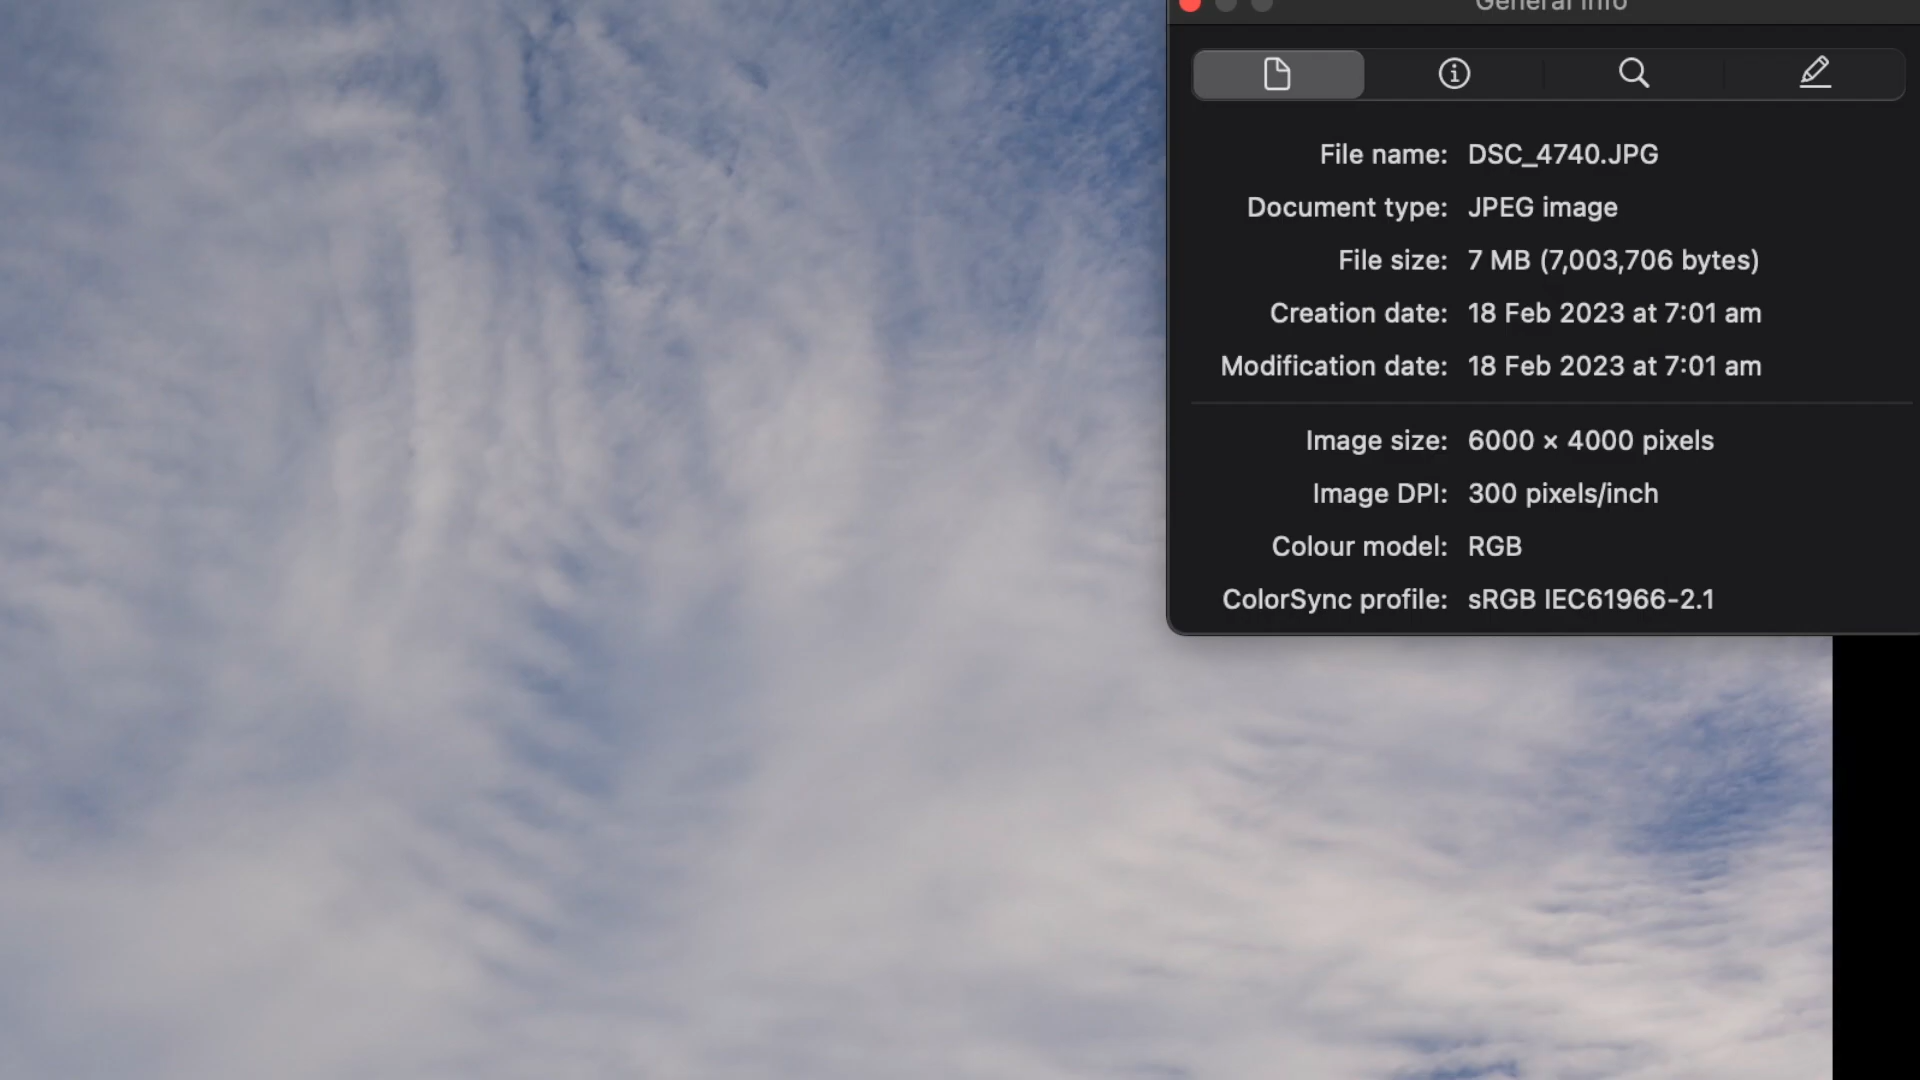 General Info
File name: DSC_4740.JPG
Document type: JPEG image
File size: 7 MB (7,003,706 bytes)
Creation date: 18 Feb 2023 at 7:01 am
Modification date: 18 Feb 2023 at 7:01 am
Image size: 6000 × 4000 pixels
Image DPI: 300 pixels/inch
Colour model: RGB
ColorSync profile: sRGB IEC61966-2.1